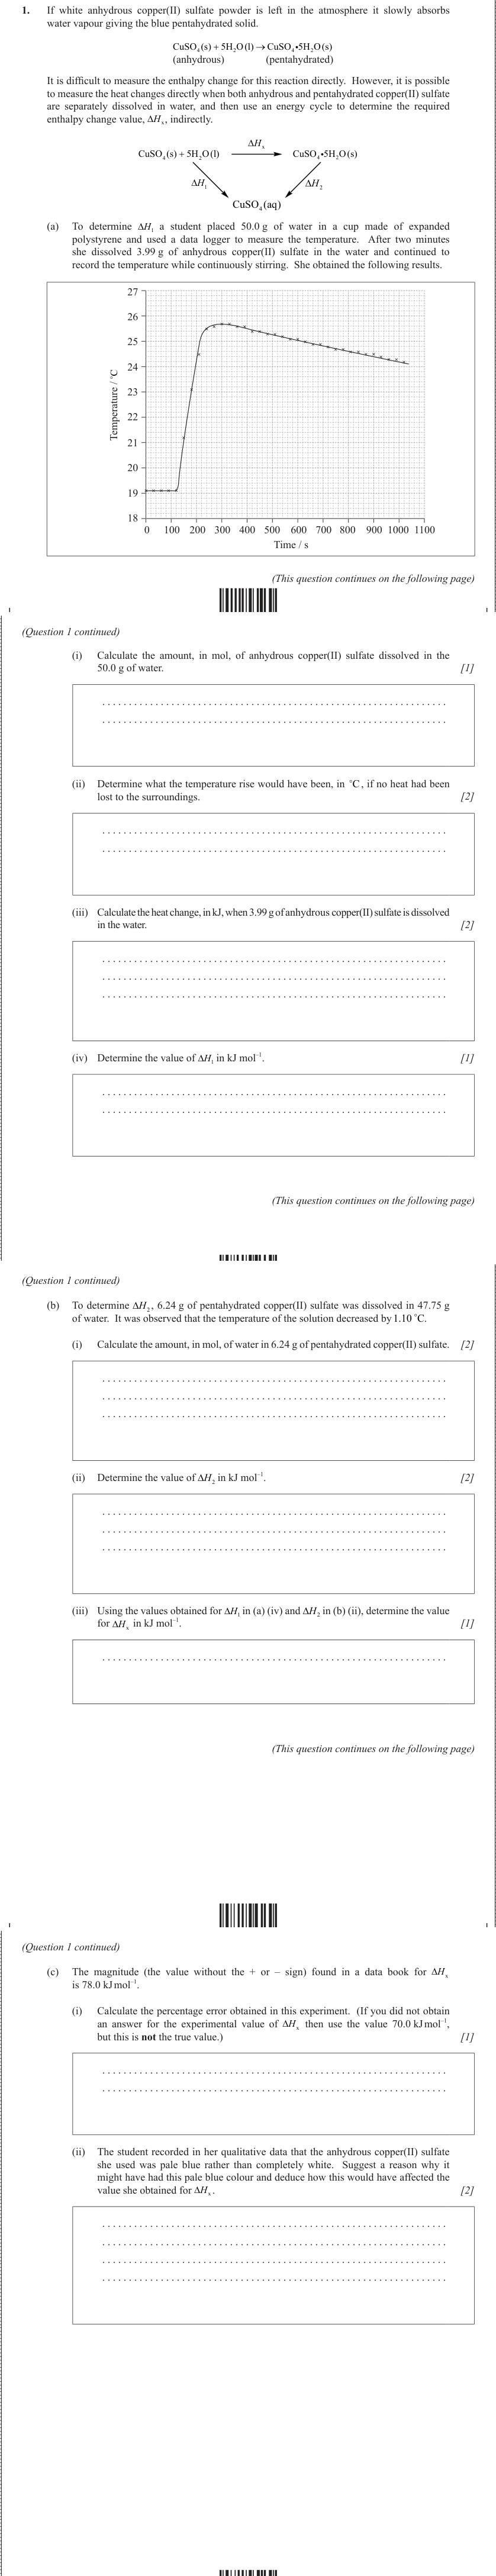 1. If white anhydrous copper(II) sulfate powder is left in the atmosphere it slowly absorbs
water vapour giving the blue pentahydrated solid.
CuSO₄(s) + 5H₂O(l) → CuSO₄•5H₂O(s)
(anhydrous) (pentahydrated)
It is difficult to measure the enthalpy change for this reaction directly. However, it is possible
to measure the heat changes directly when both anhydrous and pentahydrated copper(II) sulfate
are separately dissolved in water, and then use an energy cycle to determine the required
enthalpy change value, ΔHₓ, indirectly.
ΔHₓ
CuSO₄(s) + 5H₂O(l) CuSO₄•5H₂O(s)
ΔH₁ ΔH₂
CuSO₄(aq)
(a) To determine ΔH₁ a student placed 50.0 g of water in a cup made of expanded
polystyrene and used a data logger to measure the temperature. After two minutes
she dissolved 3.99 g of anhydrous copper(II) sulfate in the water and continued to
record the temperature while continuously stirring. She obtained the following results.
27
26
25
24
23
22
21
20
19
18
Temperature / °C
0 100 200 300 400 500 600 700 800 900 1000 1100
Time / s
(This question continues on the following page)
(Question 1 continued)
(i) Calculate the amount, in mol, of anhydrous copper(II) sulfate dissolved in the
50.0 g of water. [1]
(ii) Determine what the temperature rise would have been, in °C, if no heat had been
lost to the surroundings. [2]
(iii) Calculate the heat change, in kJ, when 3.99 g of anhydrous copper(II) sulfate is dissolved
in the water. [2]
(iv) Determine the value of ΔH₁ in kJ mol⁻¹. [1]
(This question continues on the following page)
(Question 1 continued)
(b) To determine ΔH₂, 6.24 g of pentahydrated copper(II) sulfate was dissolved in 47.75 g
of water. It was observed that the temperature of the solution decreased by 1.10 °C.
(i) Calculate the amount, in mol, of water in 6.24 g of pentahydrated copper(II) sulfate. [2]
(ii) Determine the value of ΔH₂ in kJ mol⁻¹. [2]
(iii) Using the values obtained for ΔH₁ in (a) (iv) and ΔH₂ in (b) (ii), determine the value
for ΔHₓ in kJ mol⁻¹. [1]
(This question continues on the following page)
(Question 1 continued)
(c) The magnitude (the value without the + or – sign) found in a data book for ΔHₓ
is 78.0 kJ mol⁻¹.
(i) Calculate the percentage error obtained in this experiment. (If you did not obtain
an answer for the experimental value of ΔHₓ then use the value 70.0 kJ mol⁻¹,
but this is not the true value.) [1]
(ii) The student recorded in her qualitative data that the anhydrous copper(II) sulfate
she used was pale blue rather than completely white. Suggest a reason why it
might have had this pale blue colour and deduce how this would have affected the
value she obtained for ΔHₓ. [2]